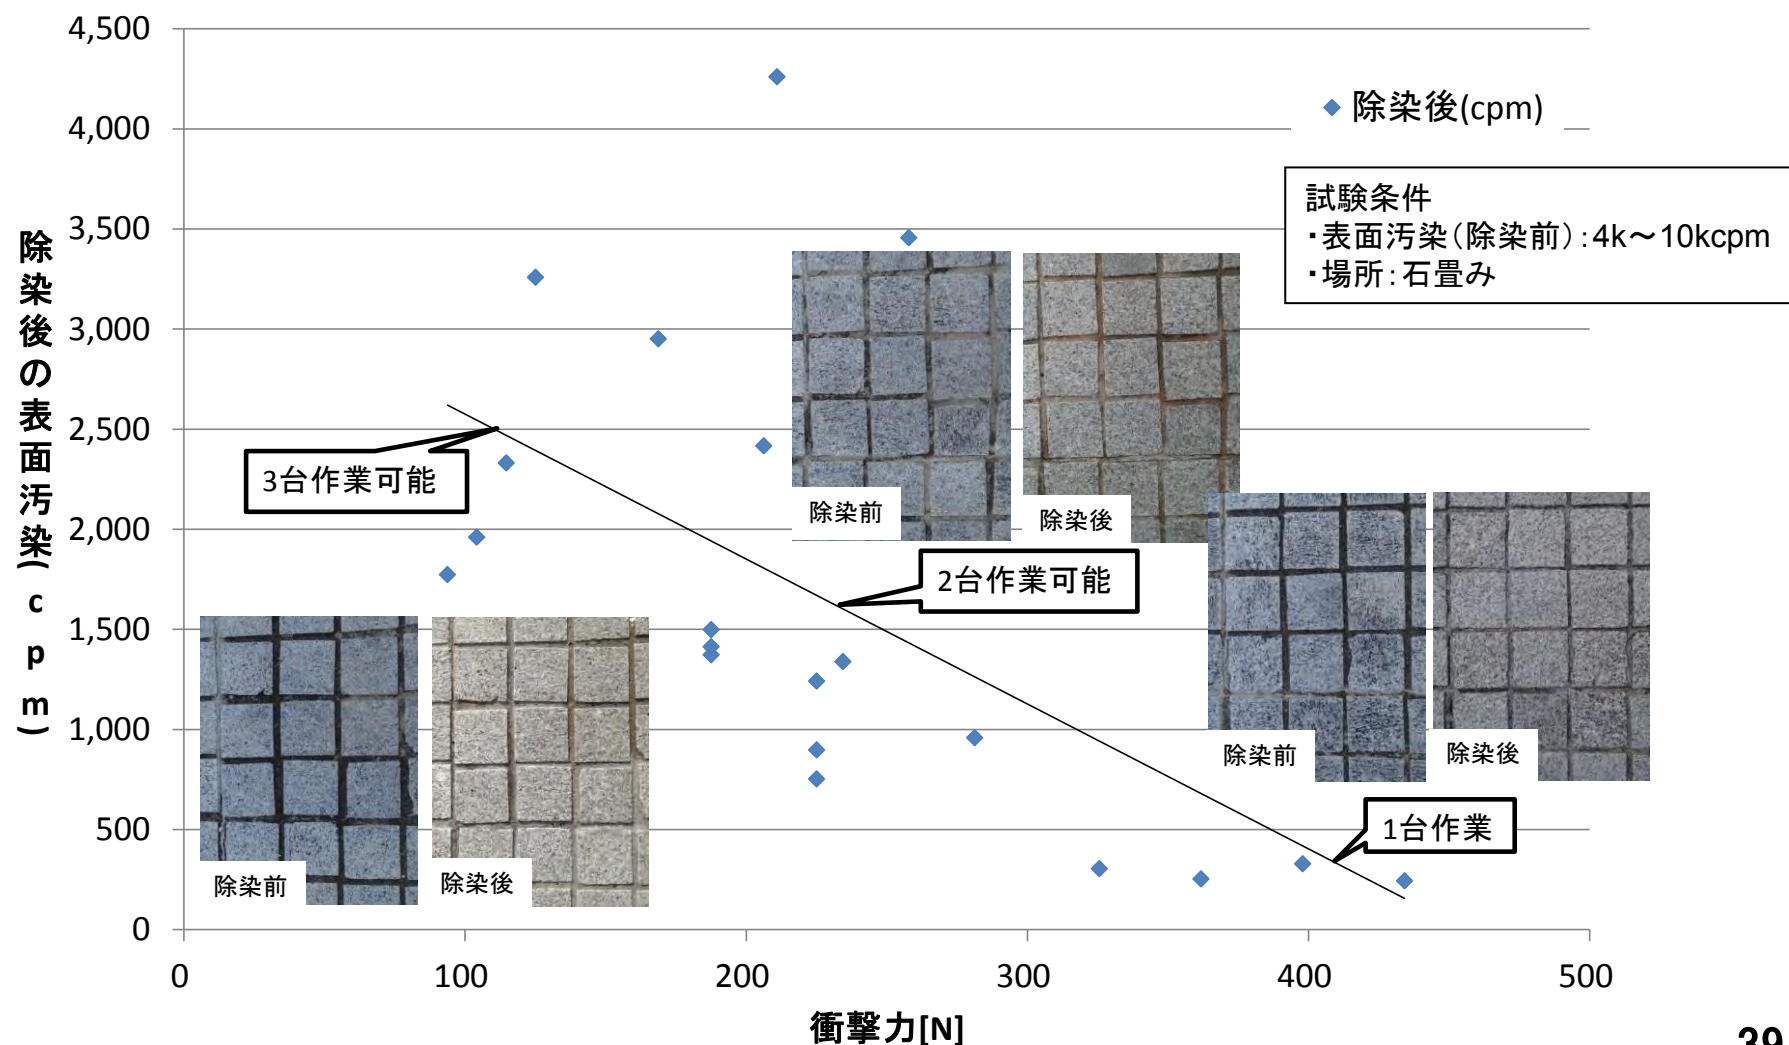 4,500
4,000
3,500
3,000
2,500
2,000
1,500
1,000
500
0
除染後の表面汚染(cpm)
除染後(cpm)
試験条件
・表面汚染(除染前):4k～10kcpm
・場所:石畳み
3台作業可能
2台作業可能
1台作業
除染前
除染後
除染前
除染後
除染前
除染後
0 100 200 300 400 500
衝撃力[N]
39